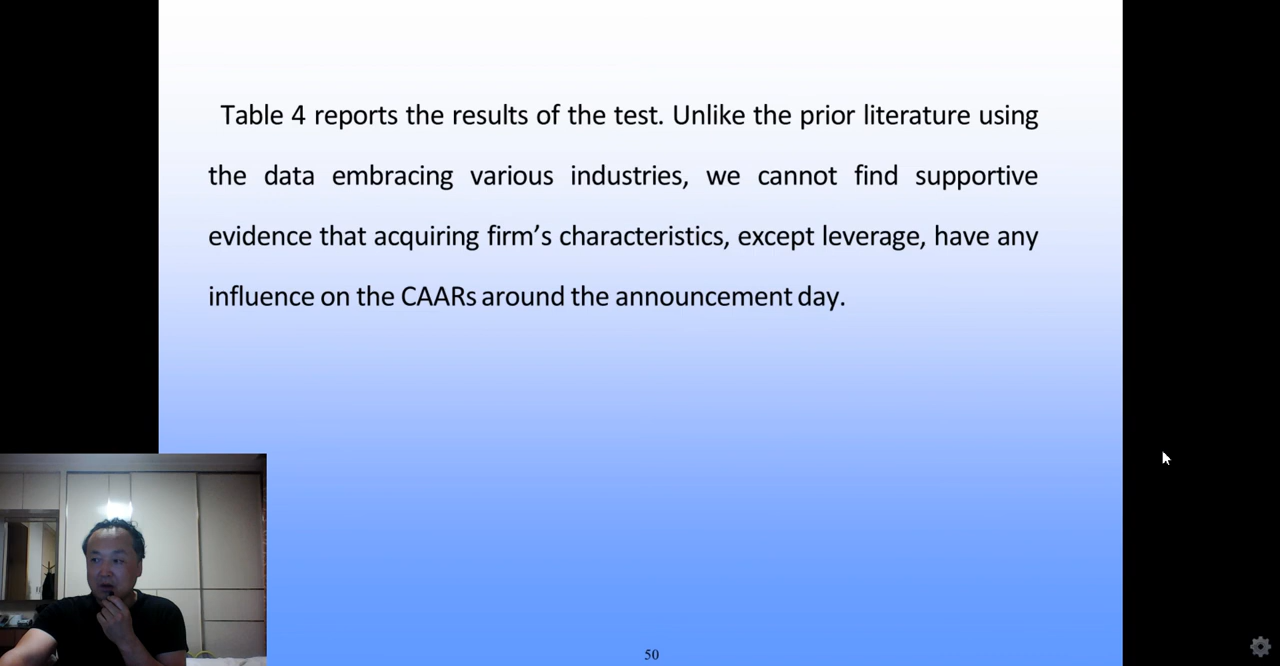 Table 4 reports the results of the test. Unlike the prior literature using
the data embracing various industries, we cannot find supportive
evidence that acquiring firm’s characteristics, except leverage, have any
influence on the CAARs around the announcement day.
50